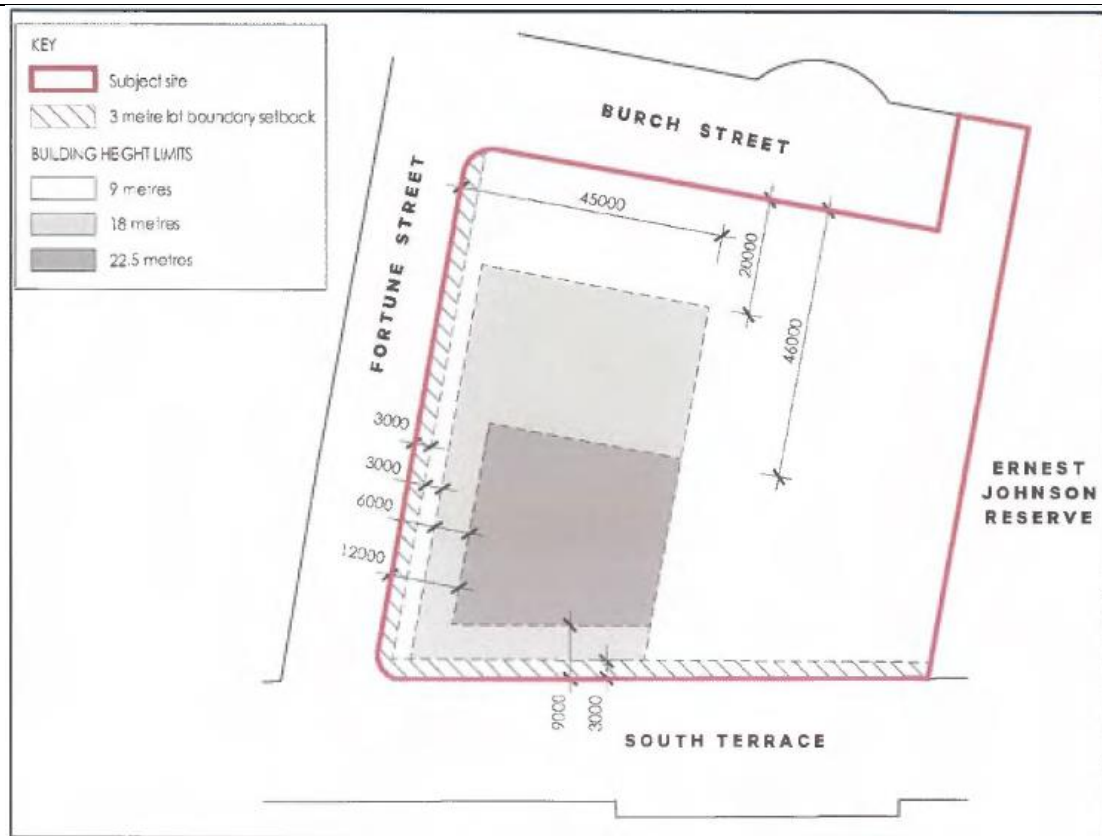 KEY
Subject site
3 metre lot boundary setback
BUILDING HEIGHT LIMITS
9 metres
18 metres
22.5 metres
BURCH STREET
FORTUNE STREET
45000
20000
46000
3000
3000
6000
12000
ERNEST
JOHNSON
RESERVE
9000
3000
SOUTH TERRACE